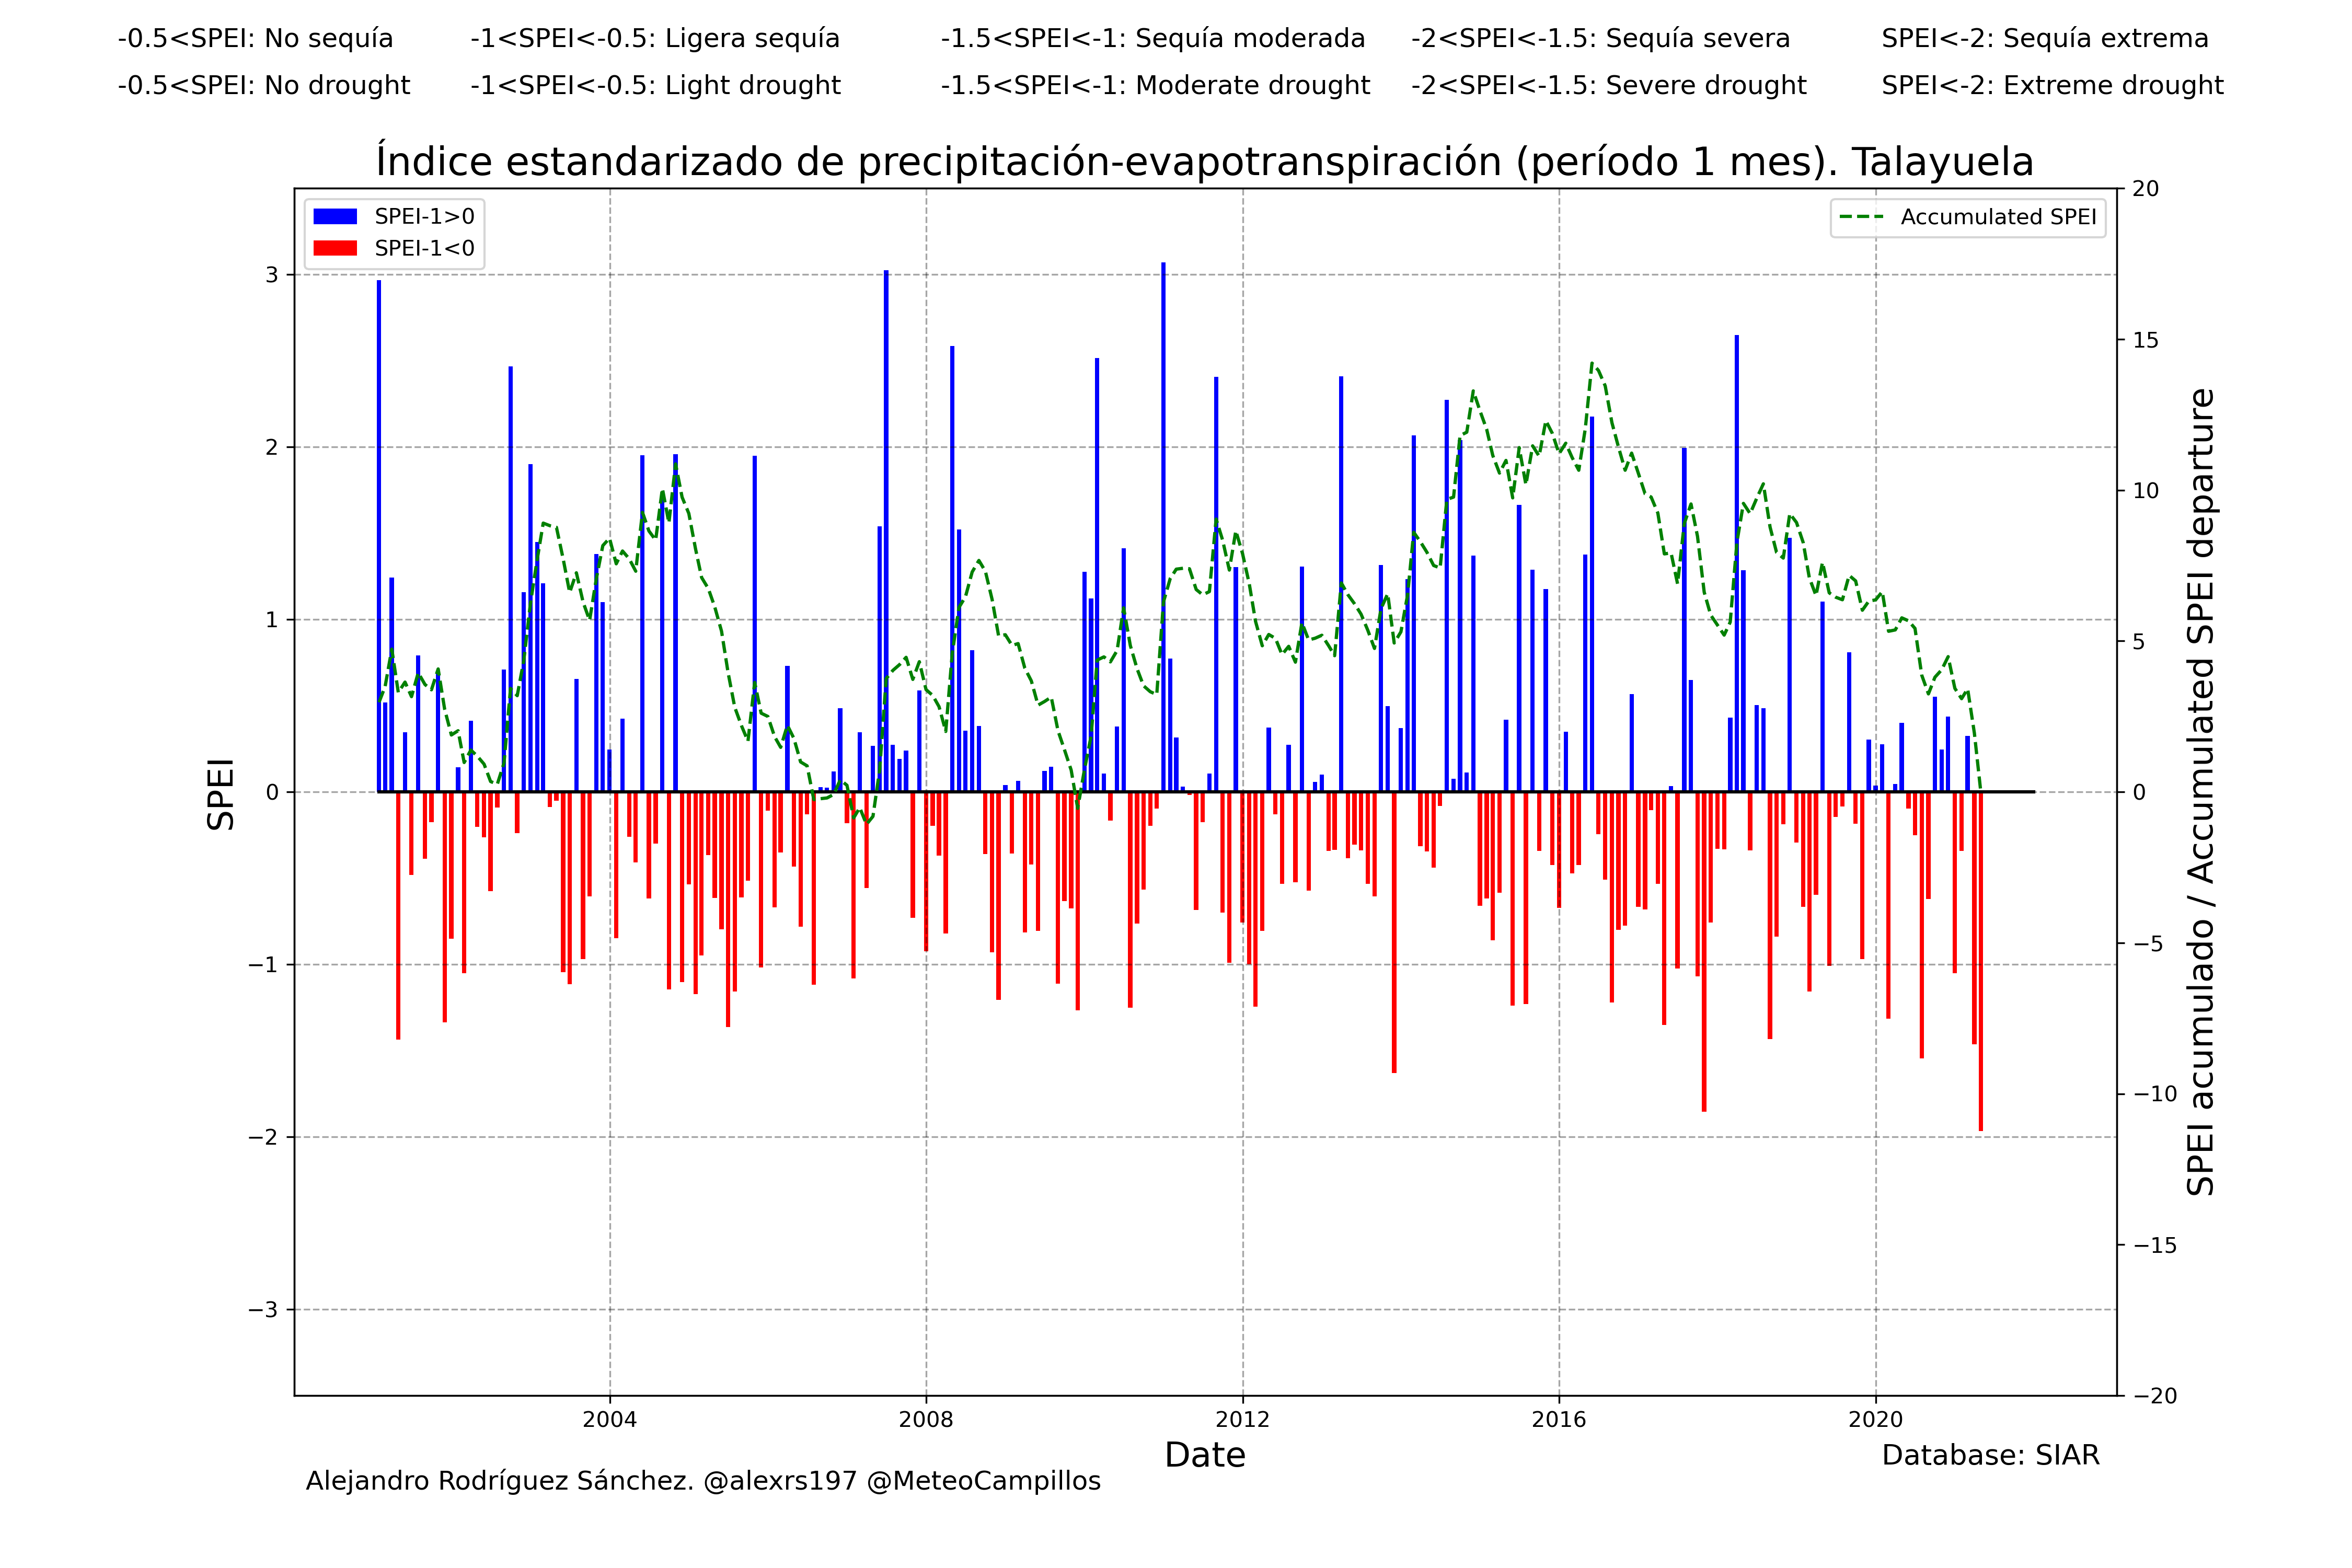 -0.5<SPEI: No sequía -1<SPEI<-0.5: Ligera sequía -1.5<SPEI<-1: Sequía moderada -2<SPEI<-1.5: Sequía severa SPEI<-2: Sequía extrema
-0.5<SPEI: No drought -1<SPEI<-0.5: Light drought -1.5<SPEI<-1: Moderate drought -2<SPEI<-1.5: Severe drought SPEI<-2: Extreme drought
Índice estandarizado de precipitación-evapotranspiración (período 1 mes). Talayuela
SPEI-1>0
SPEI-1<0
Accumulated SPEI
SPEI
3
2
1
0
−1
−2
−3
20
15
10
5
0
−5
−10
−15
−20
SPEI acumulado / Accumulated SPEI departure
2004 2008 2012 2016 2020
Date
Database: SIAR
Alejandro Rodríguez Sánchez. @alexrs197 @MeteoCampillos